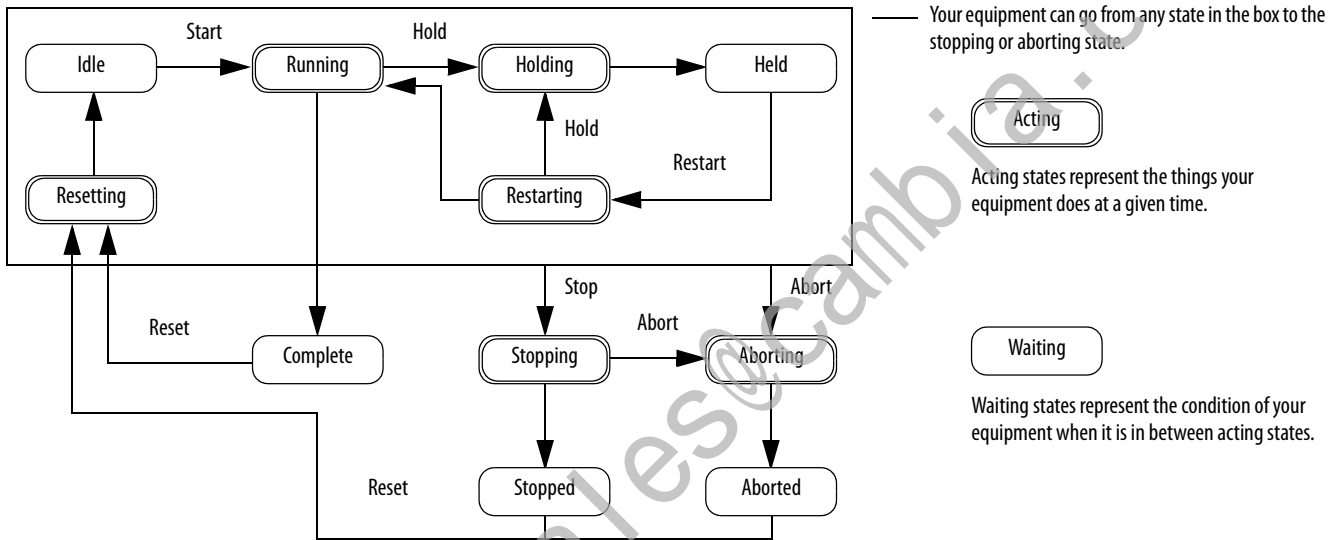 Your equipment can go from any state in the box to the
stopping or aborting state.
Start
Hold
Idle
Running
Holding
Held
Acting
Hold
Restart
Resetting
Restarting
Acting states represent the things your
equipment does at a given time.
Stop
Abort
Reset
Abort
Complete
Stopping
Aborting
Waiting
Waiting states represent the condition of your
equipment when it is in between acting states.
Reset
Stopped
Aborted
les@cambia.c